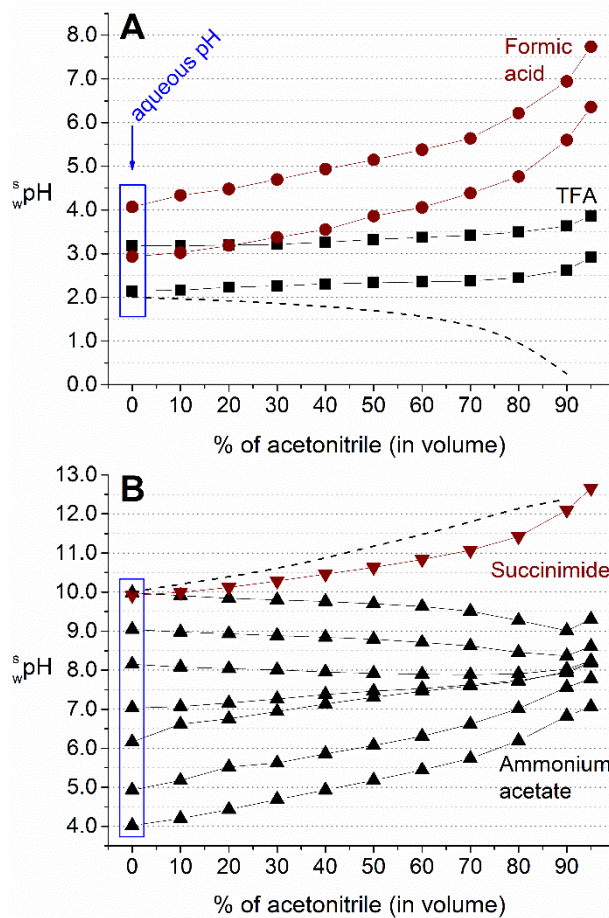 A
aqueous pH
Formic
acid
TFA
8.0
7.0
6.0
5.0
4.0
3.0
2.0
1.0
0.0
s
w pH
0 10 20 30 40 50 60 70 80 90
% of acetonitrile (in volume)
B
Succinimide
Ammonium
acetate
13.0
12.0
11.0
10.0
9.0
8.0
7.0
6.0
5.0
4.0
s
w pH
0 10 20 30 40 50 60 70 80 90
% of acetonitrile (in volume)